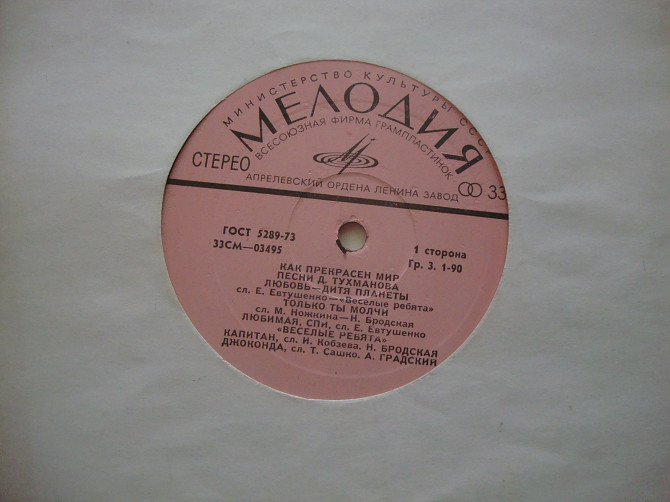 МИНИСТЕРСТВО КУЛЬТУРЫ СССР
МЕЛОДИЯ
ВСЕСОЮЗНАЯ ФИРМА ГРАМПЛАСТИНОК
СТЕРЕО
АПРЕЛЕВСКИЙ ОРДЕНА ЛЕНИНА ЗАВОД
33
ГОСТ 5289-73
33СМ—03495
1 сторона
Гр. 3. 1-90
КАК ПРЕКРАСЕН МИР
ПЕСНИ Д. ТУХМАНОВА
ЛЮБОВЬ—ДИТЯ ПЛАНЕТЫ
сл. Е. Евтушенко—«Веселые ребята»
ТОЛЬКО ТЫ МОЛЧИ
сл. М. Ножкина—Н. Бродская
ЛЮБИМАЯ, СПИ, сл. Е. Евтушенко
«ВЕСЕЛЫЕ РЕБЯТА»
КАПИТАН, сл. И. Кобзева, Н. БРОДСКАЯ
ДЖОКОНДА, сл. Т. Сашко, А. ГРАДСКИЙ